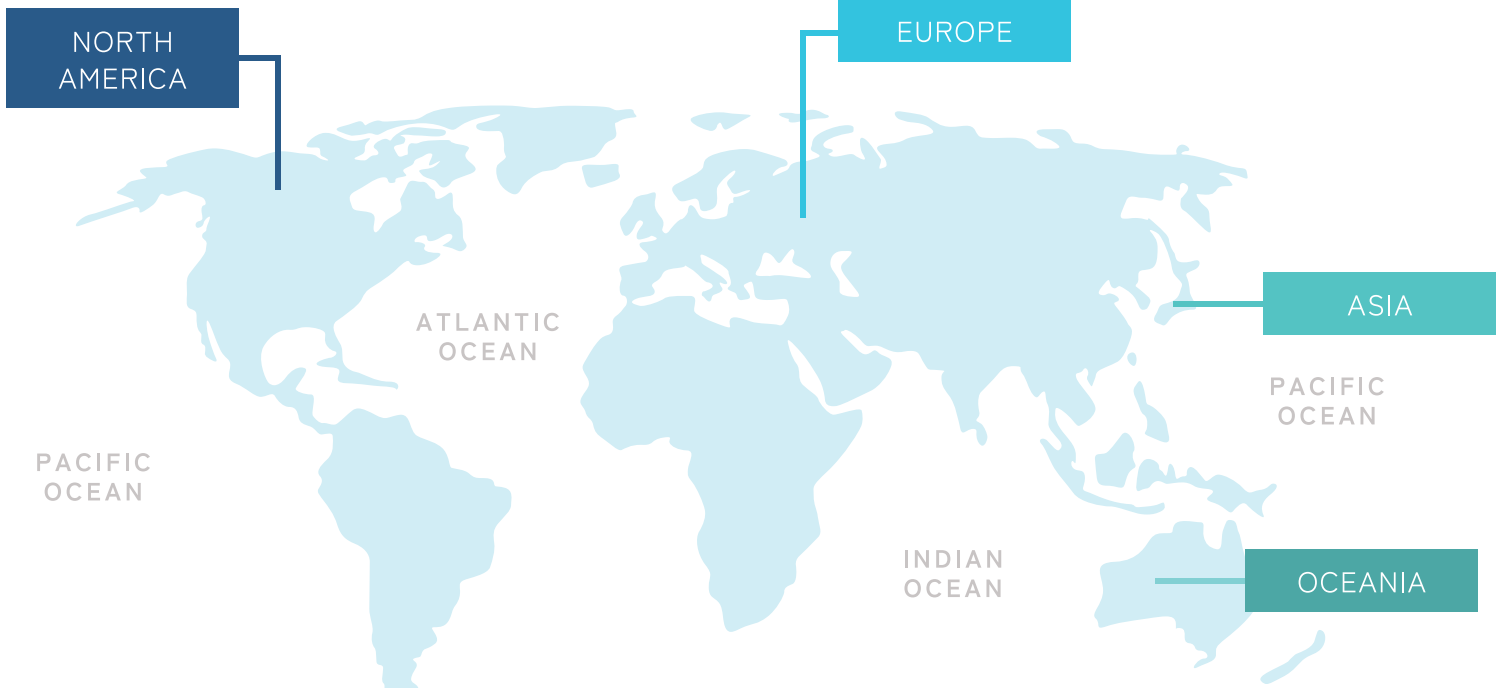 NORTH
AMERICA
EUROPE
ASIA
ATLANTIC
OCEAN
PACIFIC
OCEAN
PACIFIC
OCEAN
INDIAN
OCEAN
OCEANIA